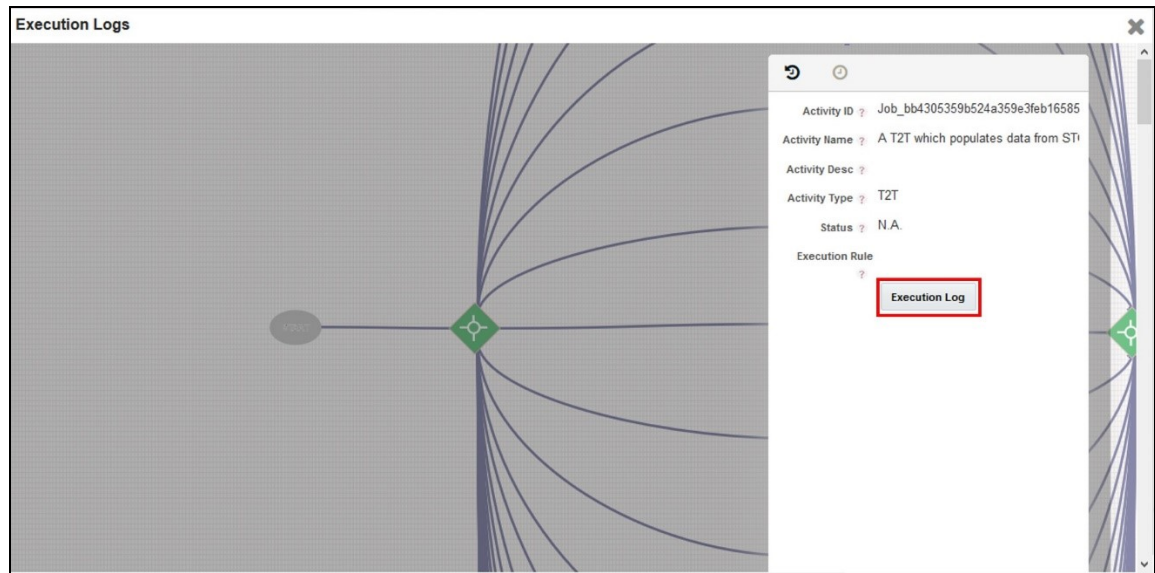 Execution Logs
Activity ID ? Job_bb4305359b524a359e3feb16585
Activity Name ? A T2T which populates data from ST
Activity Desc ?
Activity Type ? T2T
Status ? N.A.
Execution Rule
?
Execution Log